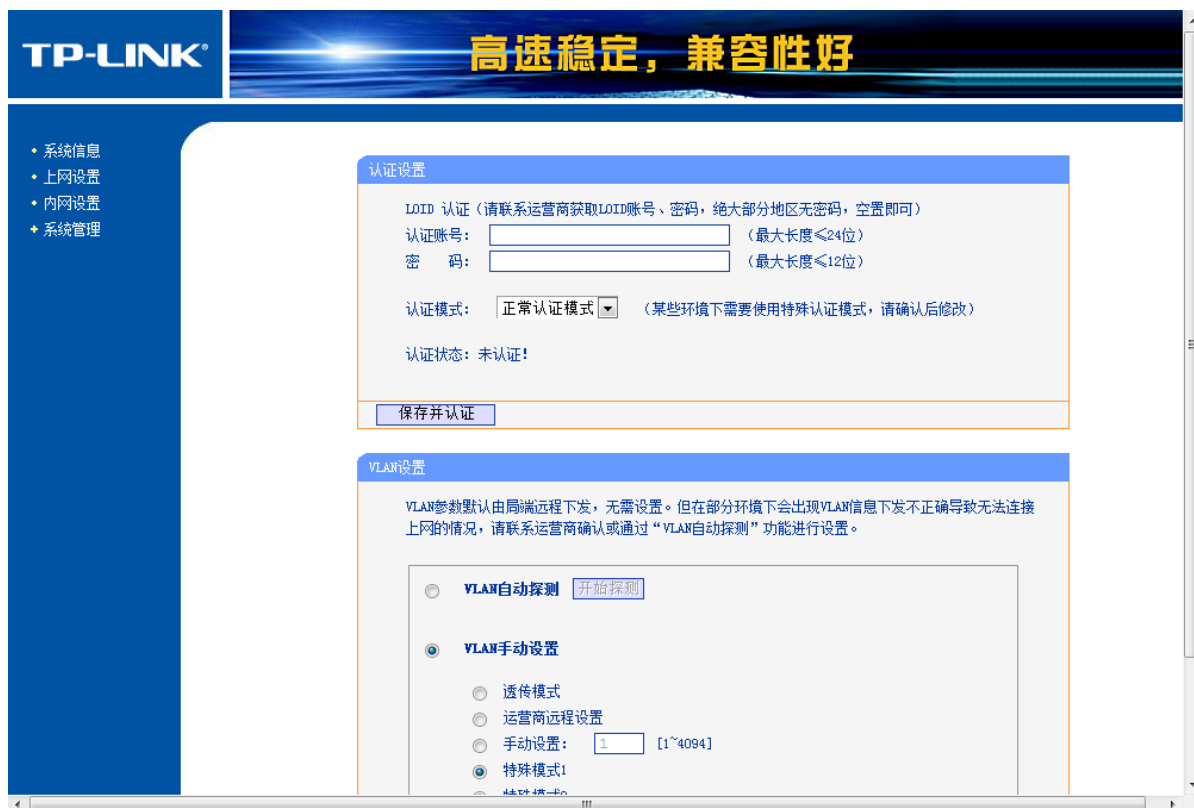 TP-LINK®
高速稳定，兼容性好
系统信息
上网设置
内网设置
系统管理
认证设置
LOID 认证（请联系运营商获取LOID账号、密码，绝大部分地区无密码，空置即可）
认证账号： （最大长度≤24位）
密 码： （最大长度≤12位）
认证模式： 正常认证模式 （某些环境下需要使用特殊认证模式，请确认后修改）
认证状态：未认证!
保存并认证
VLAN设置
VLAN参数默认由局端远程下发，无需设置。但在部分环境下会出现VLAN信息下发不正确导致无法连接
上网的情况，请联系运营商确认或通过“VLAN自动探测”功能进行设置。
VLAN自动探测 开始探测
VLAN手动设置
透传模式
运营商远程设置
手动设置： 1 [1~4094]
特殊模式1